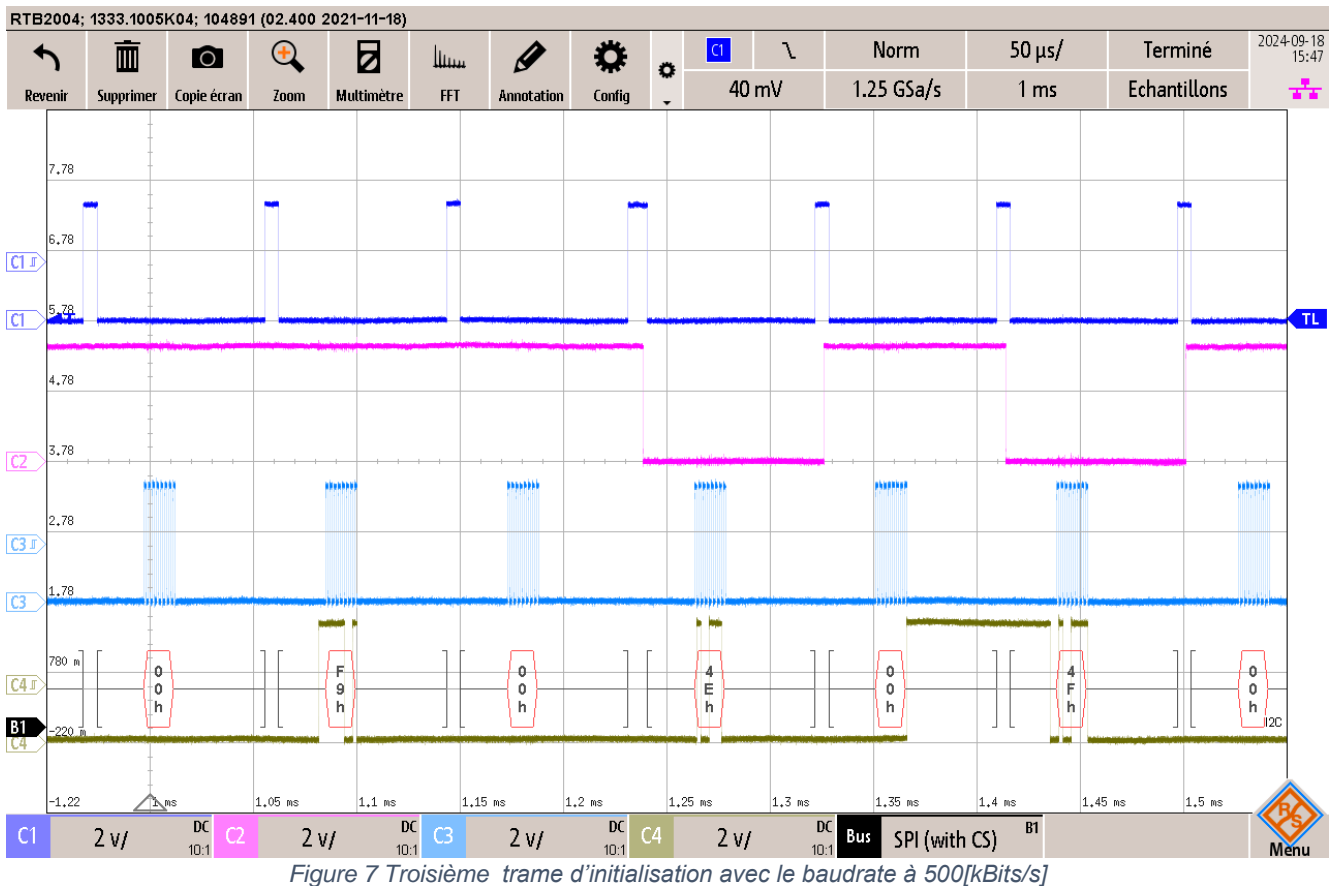 RTB2004; 1333.1005K04; 104891 (02.400 2021-11-18)
Revenir Supprimer Copie écran Zoom Multimètre FFT Annotation Config
C1 Norm 50 µs/ Terminé
40 mV 1.25 GSa/s 1 ms Echantillons
2024-09-18
15:47
7.78
6.78
C1
5.78
C1 TL
4.78
3.78
C2
2.78
C3
1.78
C3
780 m
C4
00h F9h 00h 4Eh 00h 4Fh 00h
B1
-220 m
I2C
C4
-1.22 1 ms 1.05 ms 1.1 ms 1.15 ms 1.2 ms 1.25 ms 1.3 ms 1.35 ms 1.4 ms 1.45 ms 1.5 ms
C1 2 V/ DC 10:1 C2 2 V/ DC 10:1 C3 2 V/ DC 10:1 C4 2 V/ DC 10:1 Bus SPI (with CS) B1
R&S
Menu
Figure 7 Troisième trame d'initialisation avec le baudrate à 500[kBits/s]